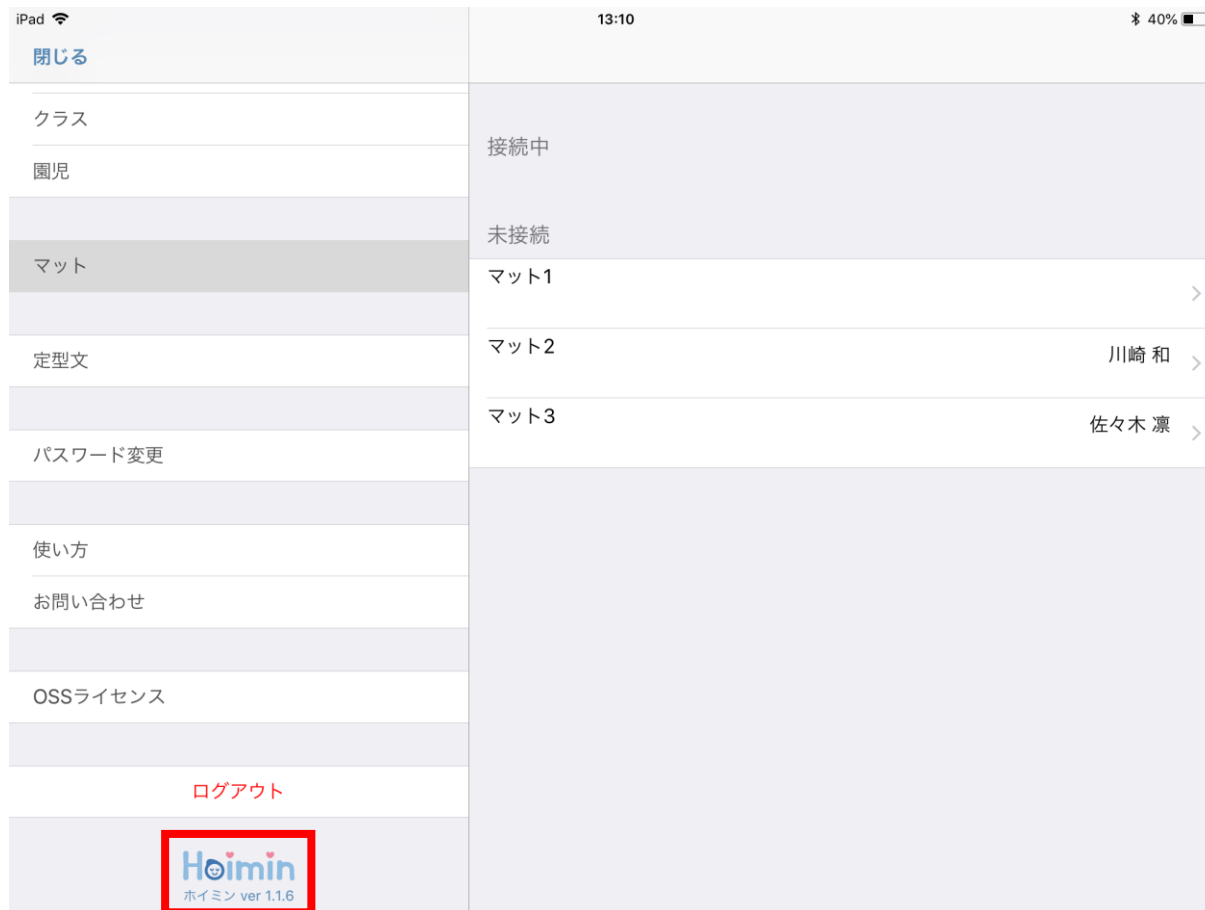 iPad
13:10
40%
閉じる
クラス
園児
マット
定型文
パスワード変更
使い方
お問い合わせ
OSSライセンス
ログアウト
Hoimin
ホイミン ver 1.1.6
接続中
未接続
マット1
マット2
川崎 和
マット3
佐々木 凛